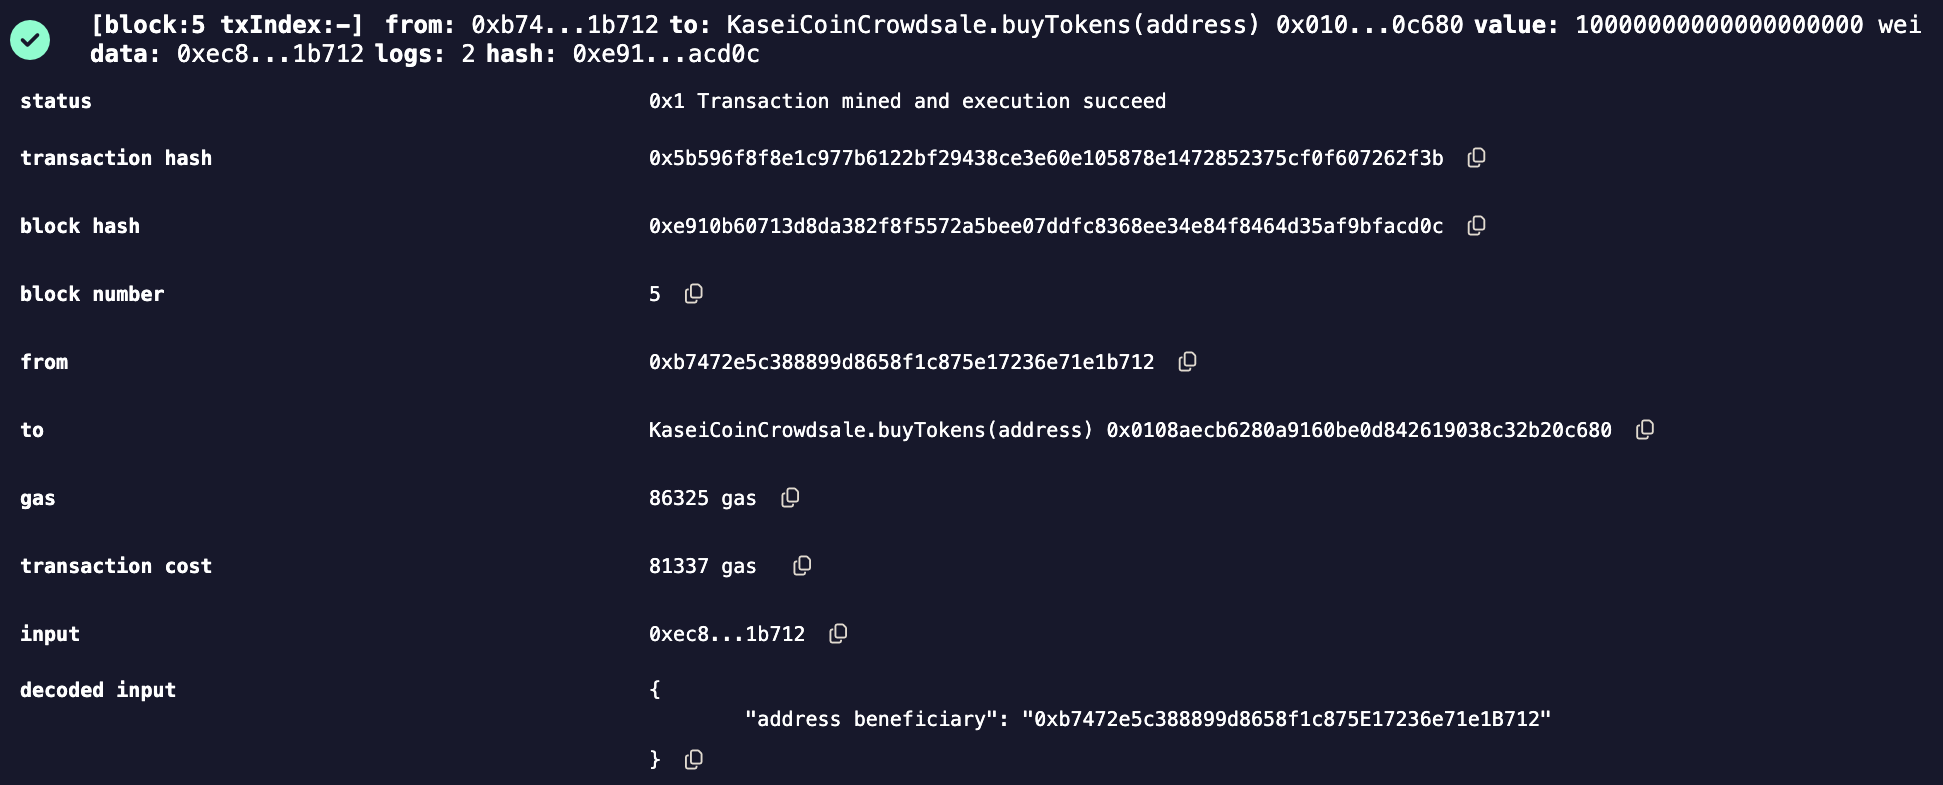 [block:5 txIndex:-] from: 0xb74...1b712 to: KaseiCoinCrowdsale.buyTokens(address) 0x010...0c680 value: 10000000000000000000 wei
data: 0xec8...1b712 logs: 2 hash: 0xe91...acd0c
status 0x1 Transaction mined and execution succeed
transaction hash 0x5b596f8f8e1c977b6122bf29438ce3e60e105878e1472852375cf0f607262f3b
block hash 0xe910b60713d8da382f8f5572a5bee07ddfc8368ee34e84f8464d35af9bfacd0c
block number 5
from 0xb7472e5c388899d8658f1c875e17236e71e1b712
to KaseiCoinCrowdsale.buyTokens(address) 0x0108aecb6280a9160be0d842619038c32b20c680
gas 86325 gas
transaction cost 81337 gas
input 0xec8...1b712
decoded input {
"address beneficiary": "0xb7472e5c388899d8658f1c875E17236e71e1B712"
}